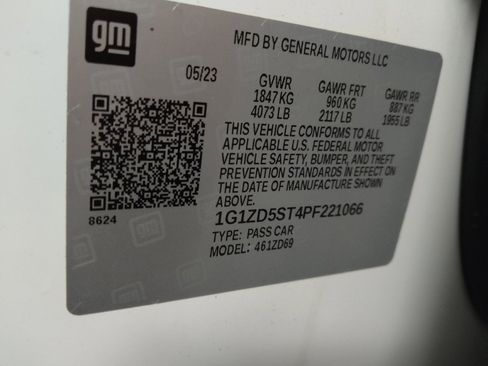 gm
MFD BY GENERAL MOTORS LLC
05/23
GVWR GAWR FRT GAWR RR
1847 KG 960 KG 887 KG
4073 LB 2117 LB 1955 LB
THIS VEHICLE CONFORMS TO ALL
APPLICABLE U.S. FEDERAL MOTOR
VEHICLE SAFETY, BUMPER, AND THEFT
PREVENTION STANDARDS IN EFFECT ON
THE DATE OF MANUFACTURE SHOWN
ABOVE.
8624
1G1ZD5ST4PF221066
TYPE: PASS CAR
MODEL: 461ZD69